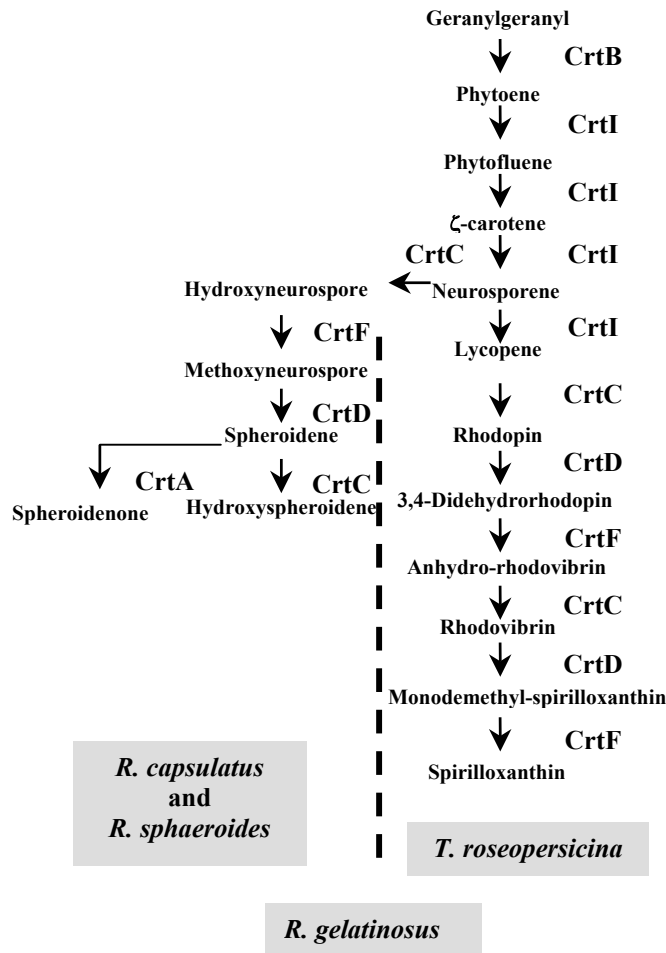 Geranylgeranyl
CrtB
Phytoene
CrtI
Phytofluene
CrtI
ζ-carotene
CrtC
CrtI
Hydroxyneurospore
Neurosporene
CrtF
CrtI
Lycopene
Methoxyneurospore
CrtD
CrtC
Spheroidene
Rhodopin
CrtA
CrtC
CrtD
Spheroidenone
Hydroxyspheroidene
3,4-Didehydrorhodopin
CrtF
Anhydro-rhodovibrin
CrtC
Rhodovibrin
CrtD
Monodemethyl-spirilloxanthin
CrtF
Spirilloxanthin
R. capsulatus
and
R. sphaeroides
T. roseopersicina
R. gelatinosus